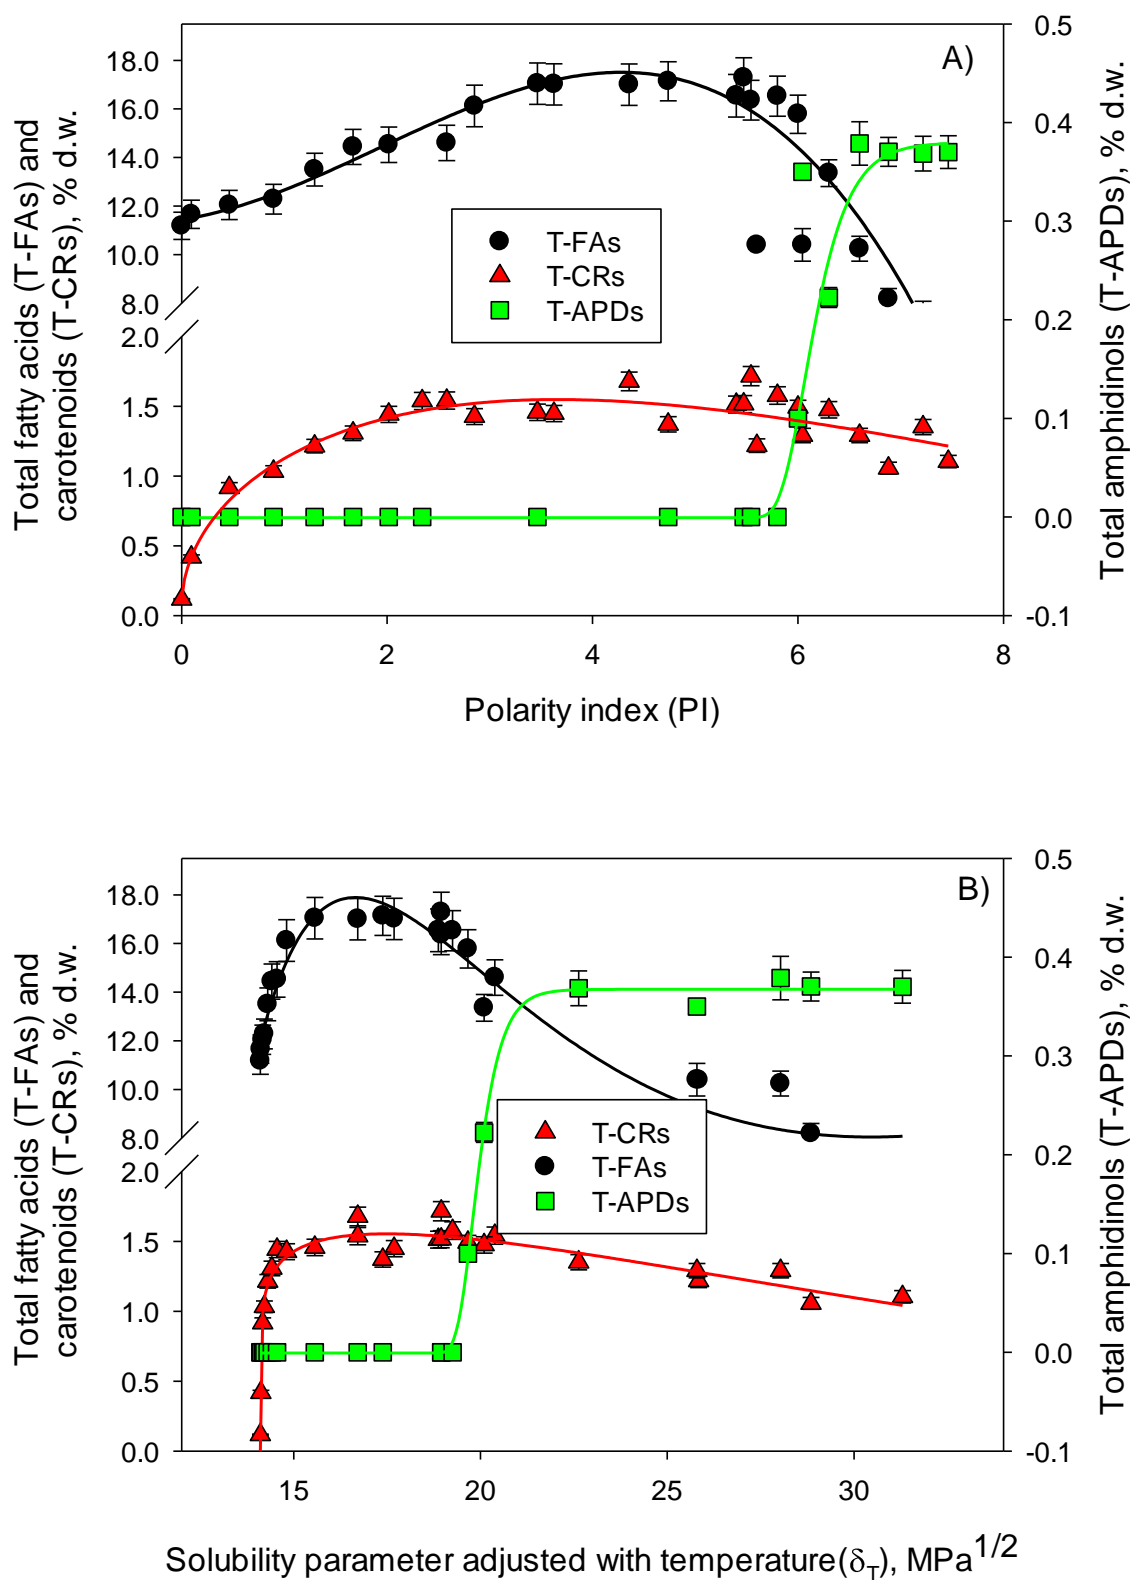 A)
Total fatty acids (T-FAs) and
carotenoids (T-CRs), % d.w.
18.0
16.0
14.0
12.0
10.0
8.0
2.0
1.5
1.0
0.5
0.0
T-FAs
T-CRs
T-APDs
0.5
0.4
0.3
0.2
0.1
0.0
-0.1
Total amphidinols (T-APDs), % d.w.
0 2 4 6 8
Polarity index (PI)
B)
Total fatty acids (T-FAs) and
carotenoids (T-CRs), % d.w.
18.0
16.0
14.0
12.0
10.0
8.0
2.0
1.5
1.0
0.5
0.0
T-CRs
T-FAs
T-APDs
0.5
0.4
0.3
0.2
0.1
0.0
-0.1
Total amphidinols (T-APDs), % d.w.
15 20 25 30
Solubility parameter adjusted with temperature(δT), MPa1/2